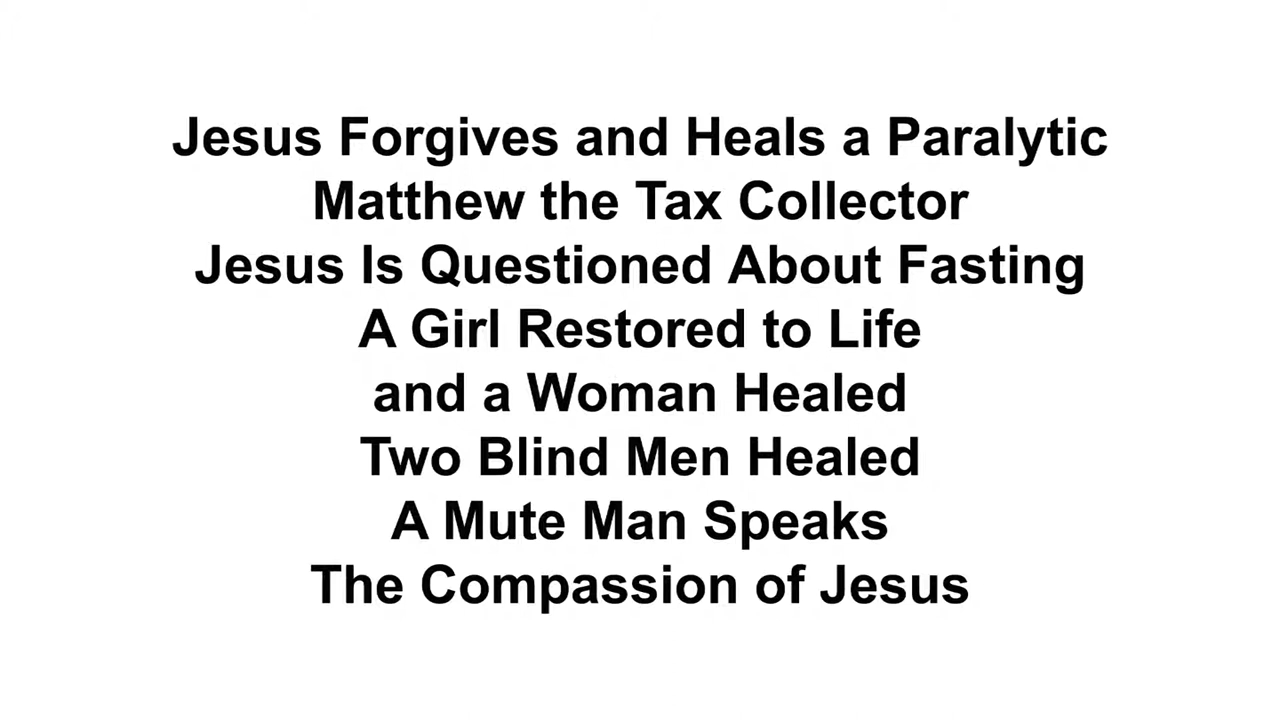 Jesus Forgives and Heals a Paralytic
Matthew the Tax Collector
Jesus Is Questioned About Fasting
A Girl Restored to Life
and a Woman Healed
Two Blind Men Healed
A Mute Man Speaks
The Compassion of Jesus